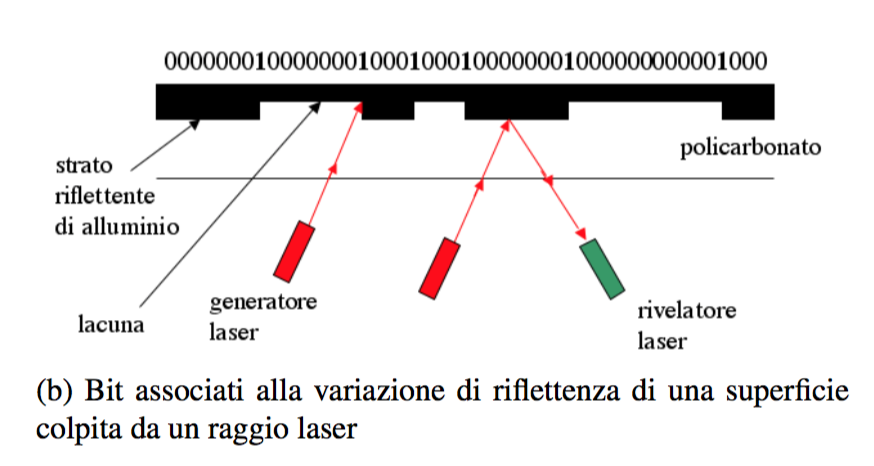 00000001000000010001000100000001000000000001000
policarbonato
strato
riflettente
di alluminio
generatore
laser
lacuna
rivelatore
laser
(b) Bit associati alla variazione di riflettenza di una superficie
colpita da un raggio laser